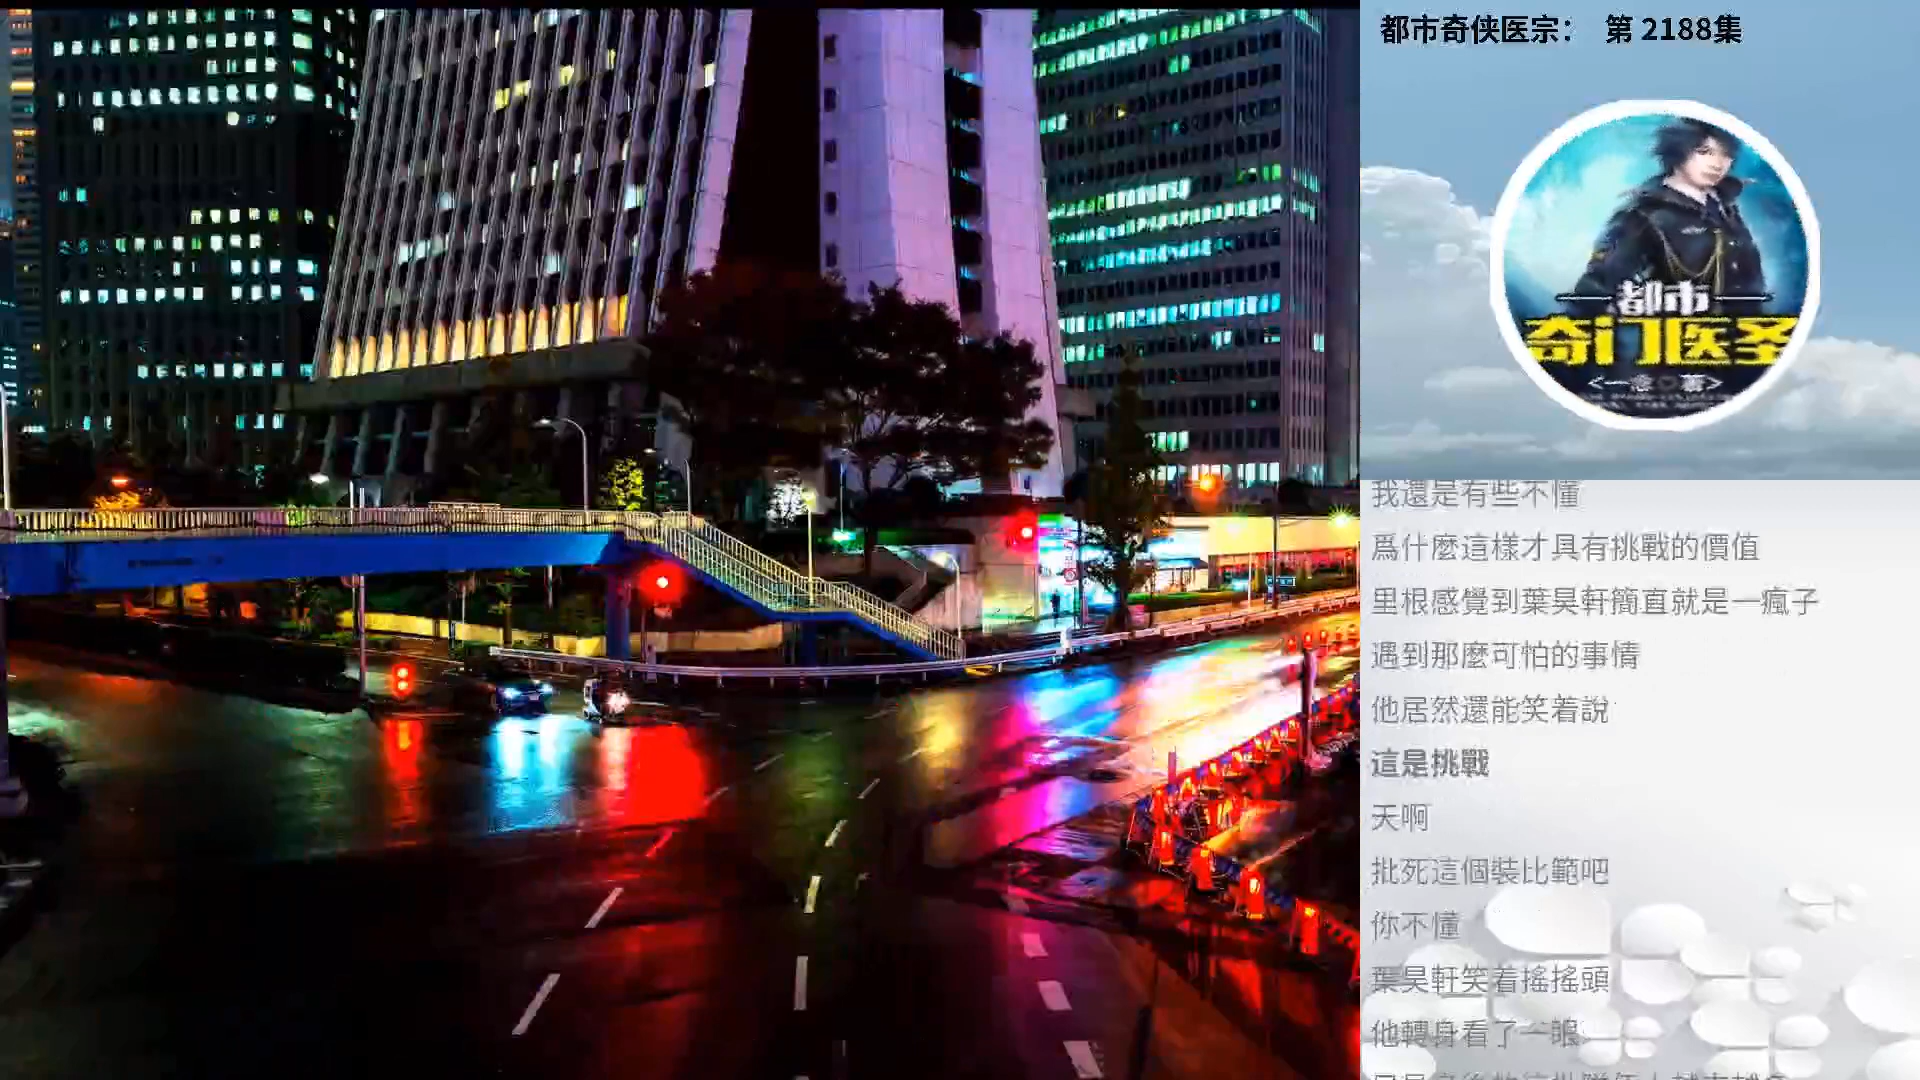 都市奇侠医宗： 第 2188集
都市
奇门医圣
我還是有些不懂
爲什麼這樣才具有挑戰的價值
里根感覺到葉昊軒簡直就是一瘋子
遇到那麼可怕的事情
他居然還能笑着說
這是挑戰
天啊
批死這個裝比範吧
你不懂
葉昊軒笑着搖搖頭
他轉身看了一眼